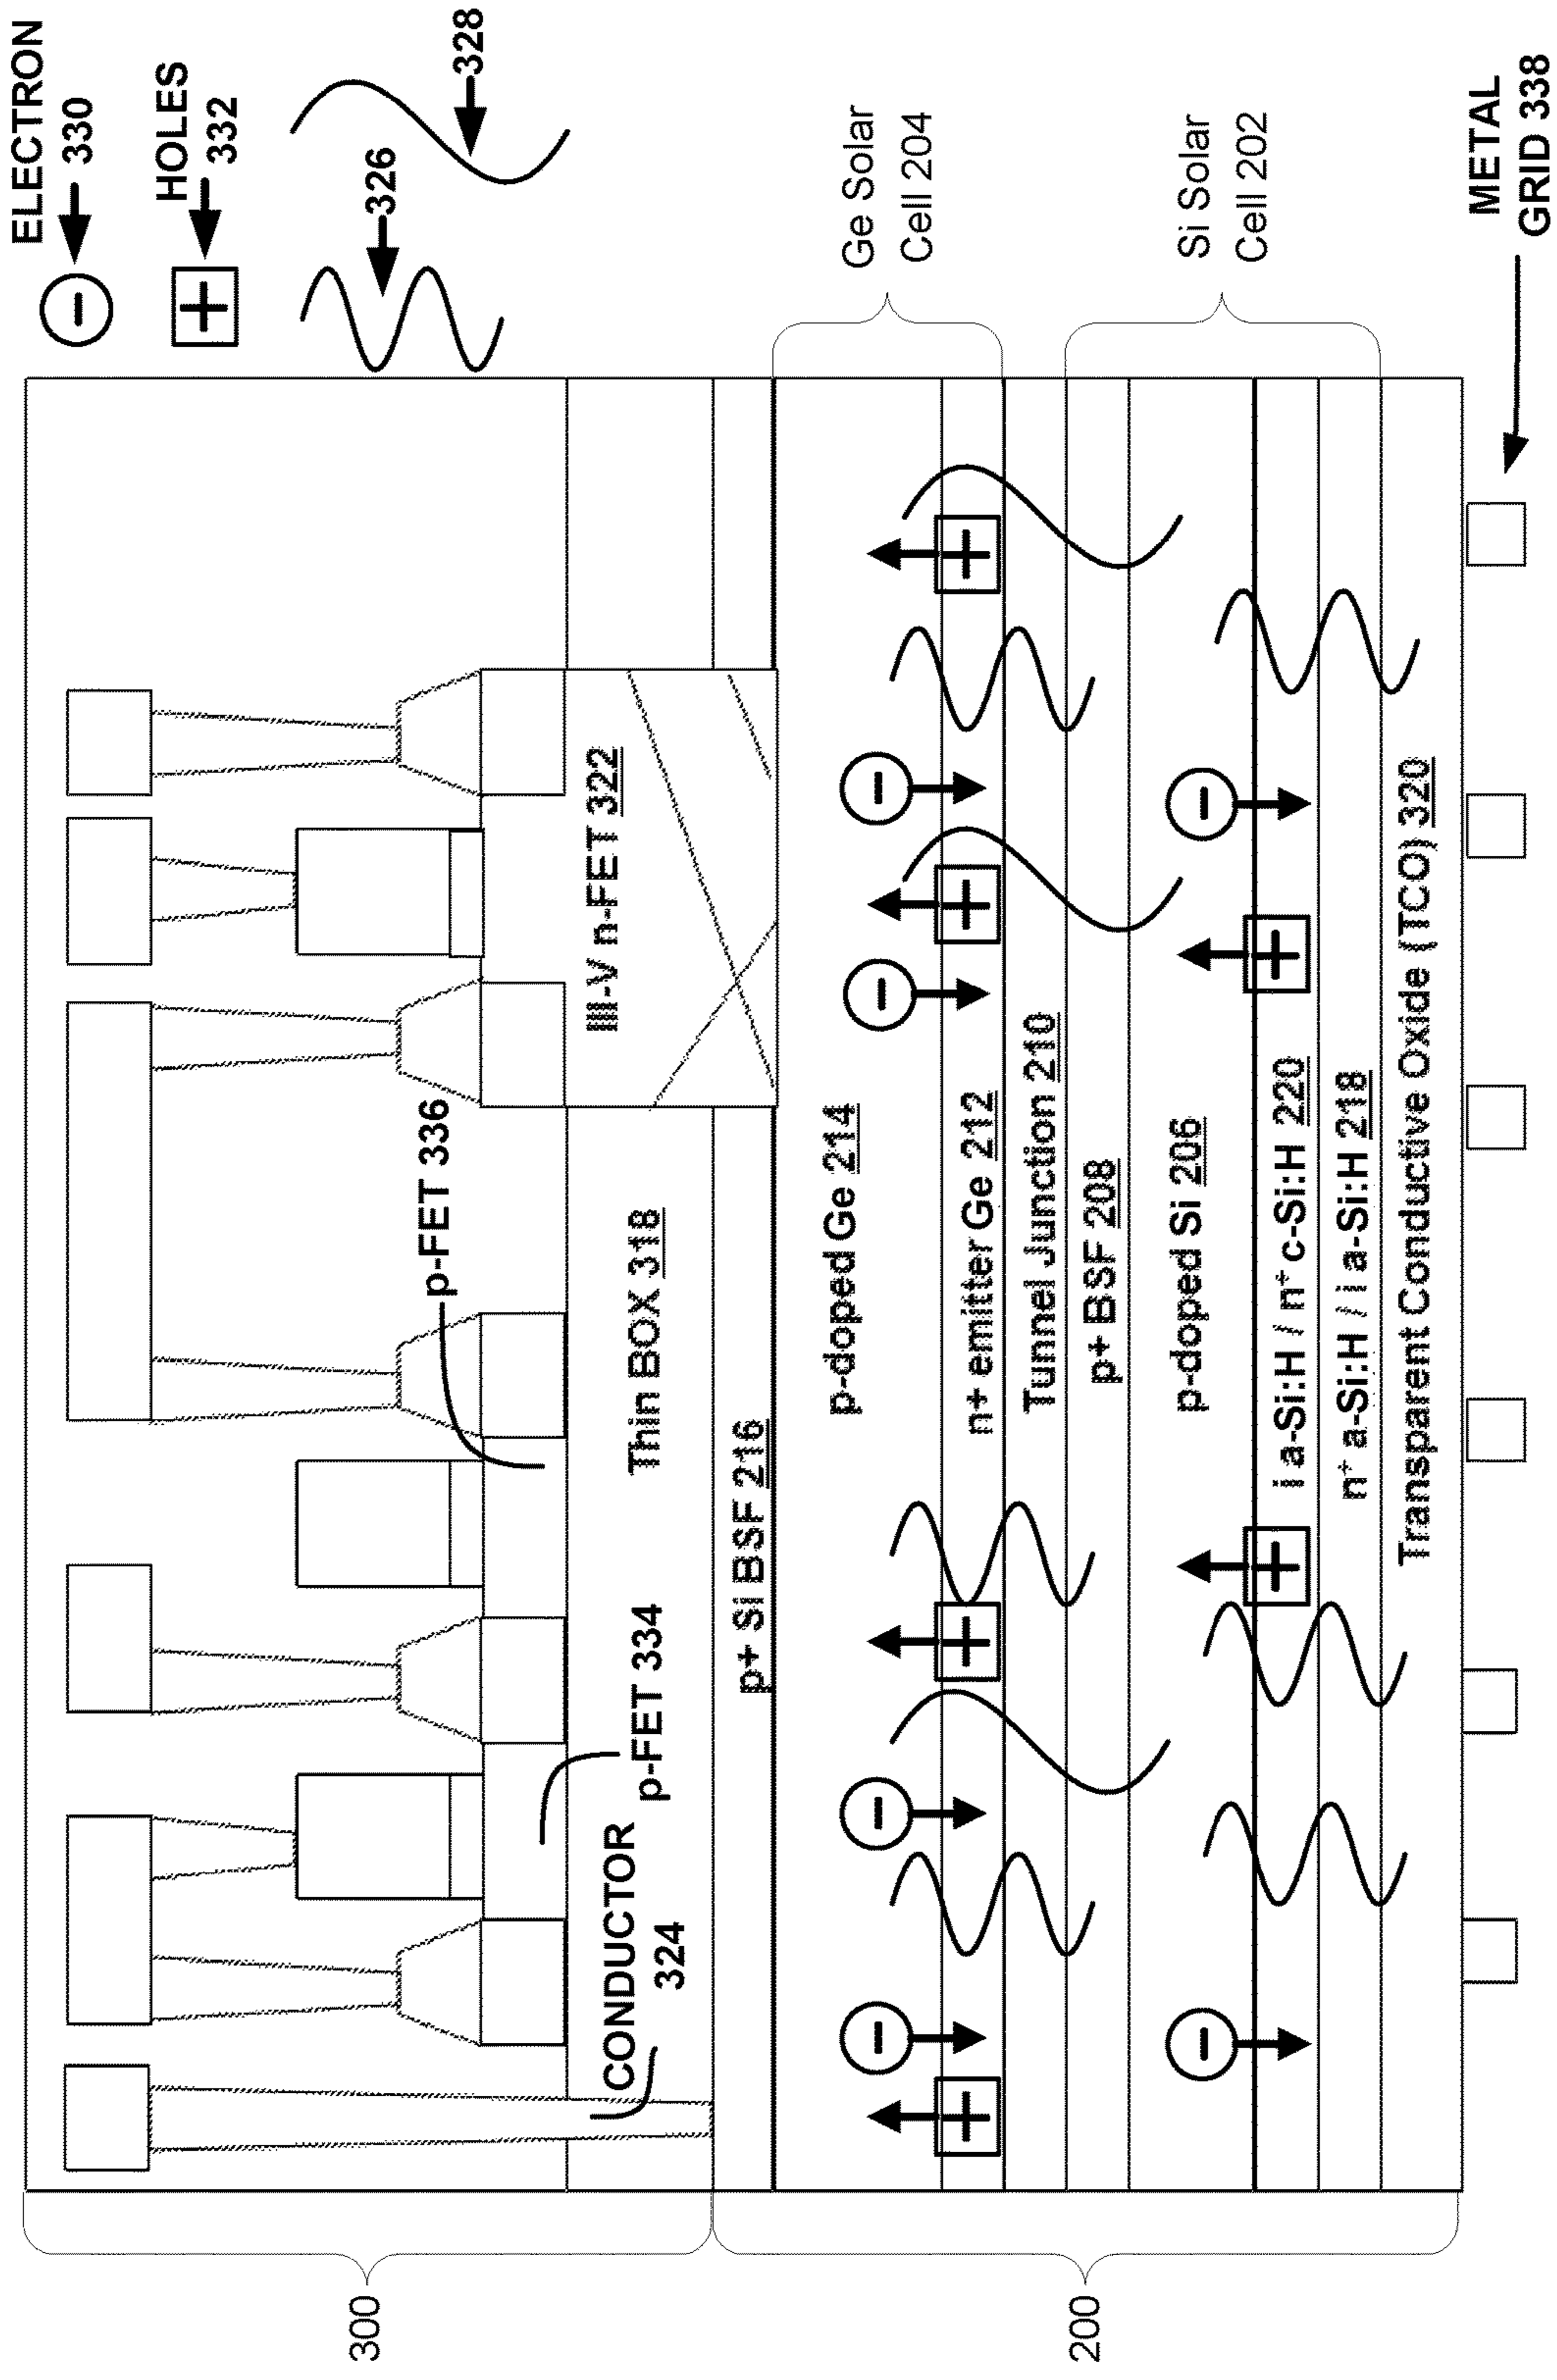 ELECTRON
330
HOLES
332
326
328
III-V n-FET 322
p-FET 336
Thin BOX 318
p-FET 334
CONDUCTOR
324
p+ Si BSF 216
p-doped Ge 214
n+ emitter Ge 212
Tunnel Junction 210
p+ BSF 208
p-doped Si 206
i a-Si:H / n⁺ c-Si:H 220
n⁺ a-Si:H / i a-Si:H 218
Transparent Conductive Oxide (TCO) 320
Ge Solar
Cell 204
Si Solar
Cell 202
METAL
GRID 338
300
200